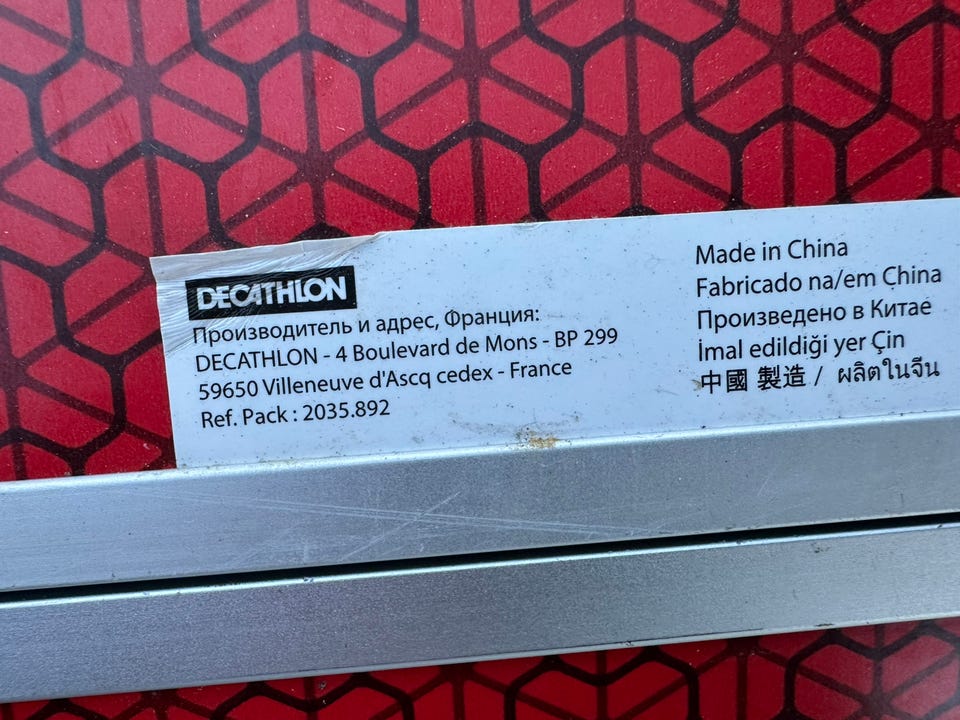 DECATHLON
Производитель и адрес, Франция:
DECATHLON - 4 Boulevard de Mons - BP 299
59650 Villeneuve d'Ascq cedex - France
Ref. Pack : 2035.892
Made in China
Fabricado na/em China
Произведено в Китае
İmal edildiği yer Çin
中國 製造 / ผลิตในจีน